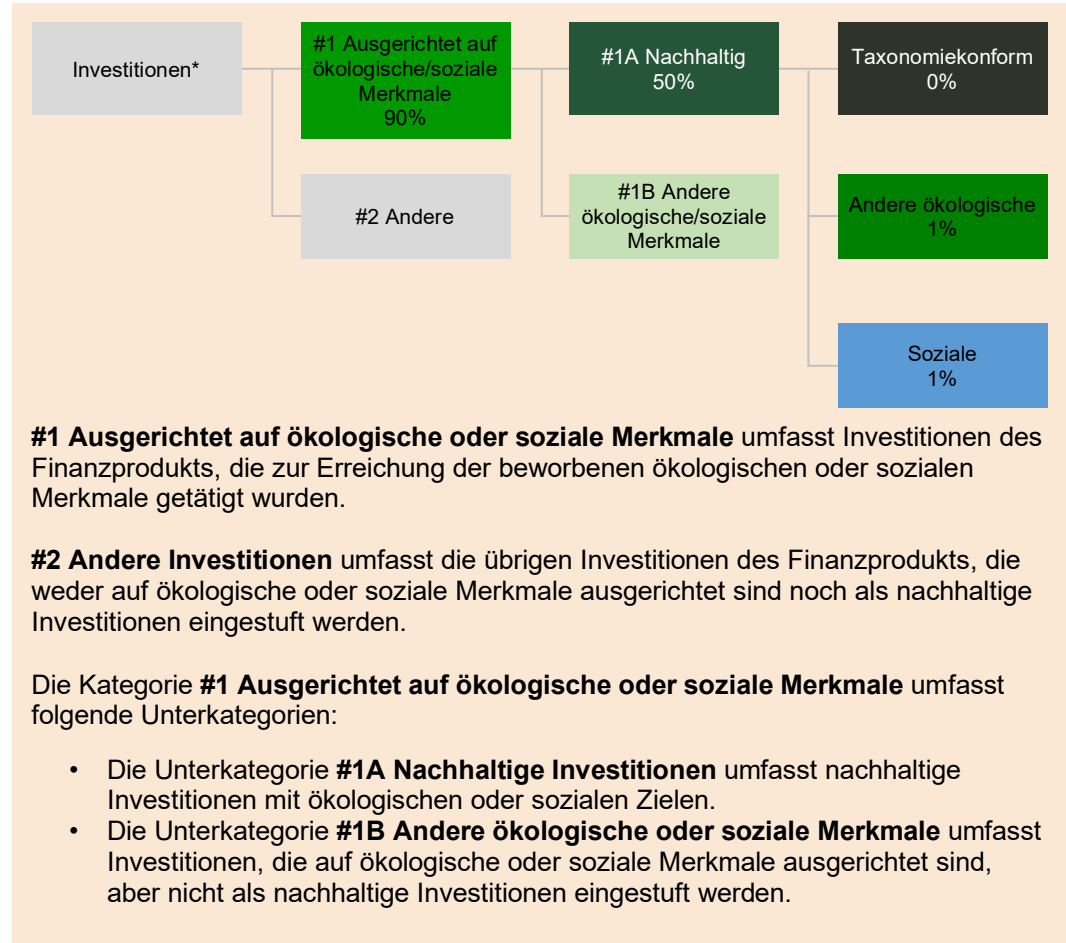 Investitionen*
#1 Ausgerichtet auf
ökologische/soziale
Merkmale
90%
#1A Nachhaltig
50%
Taxonomiekonform
0%
#2 Andere
#1B Andere
ökologische/soziale
Merkmale
Andere ökologische
1%
Soziale
1%
#1 Ausgerichtet auf ökologische oder soziale Merkmale umfasst Investitionen des
Finanzprodukts, die zur Erreichung der beworbenen ökologischen oder sozialen
Merkmale getätigt wurden.
#2 Andere Investitionen umfasst die übrigen Investitionen des Finanzprodukts, die
weder auf ökologische oder soziale Merkmale ausgerichtet sind noch als nachhaltige
Investitionen eingestuft werden.
Die Kategorie #1 Ausgerichtet auf ökologische oder soziale Merkmale umfasst
folgende Unterkategorien:
• Die Unterkategorie #1A Nachhaltige Investitionen umfasst nachhaltige
Investitionen mit ökologischen oder sozialen Zielen.
• Die Unterkategorie #1B Andere ökologische oder soziale Merkmale umfasst
Investitionen, die auf ökologische oder soziale Merkmale ausgerichtet sind,
aber nicht als nachhaltige Investitionen eingestuft werden.